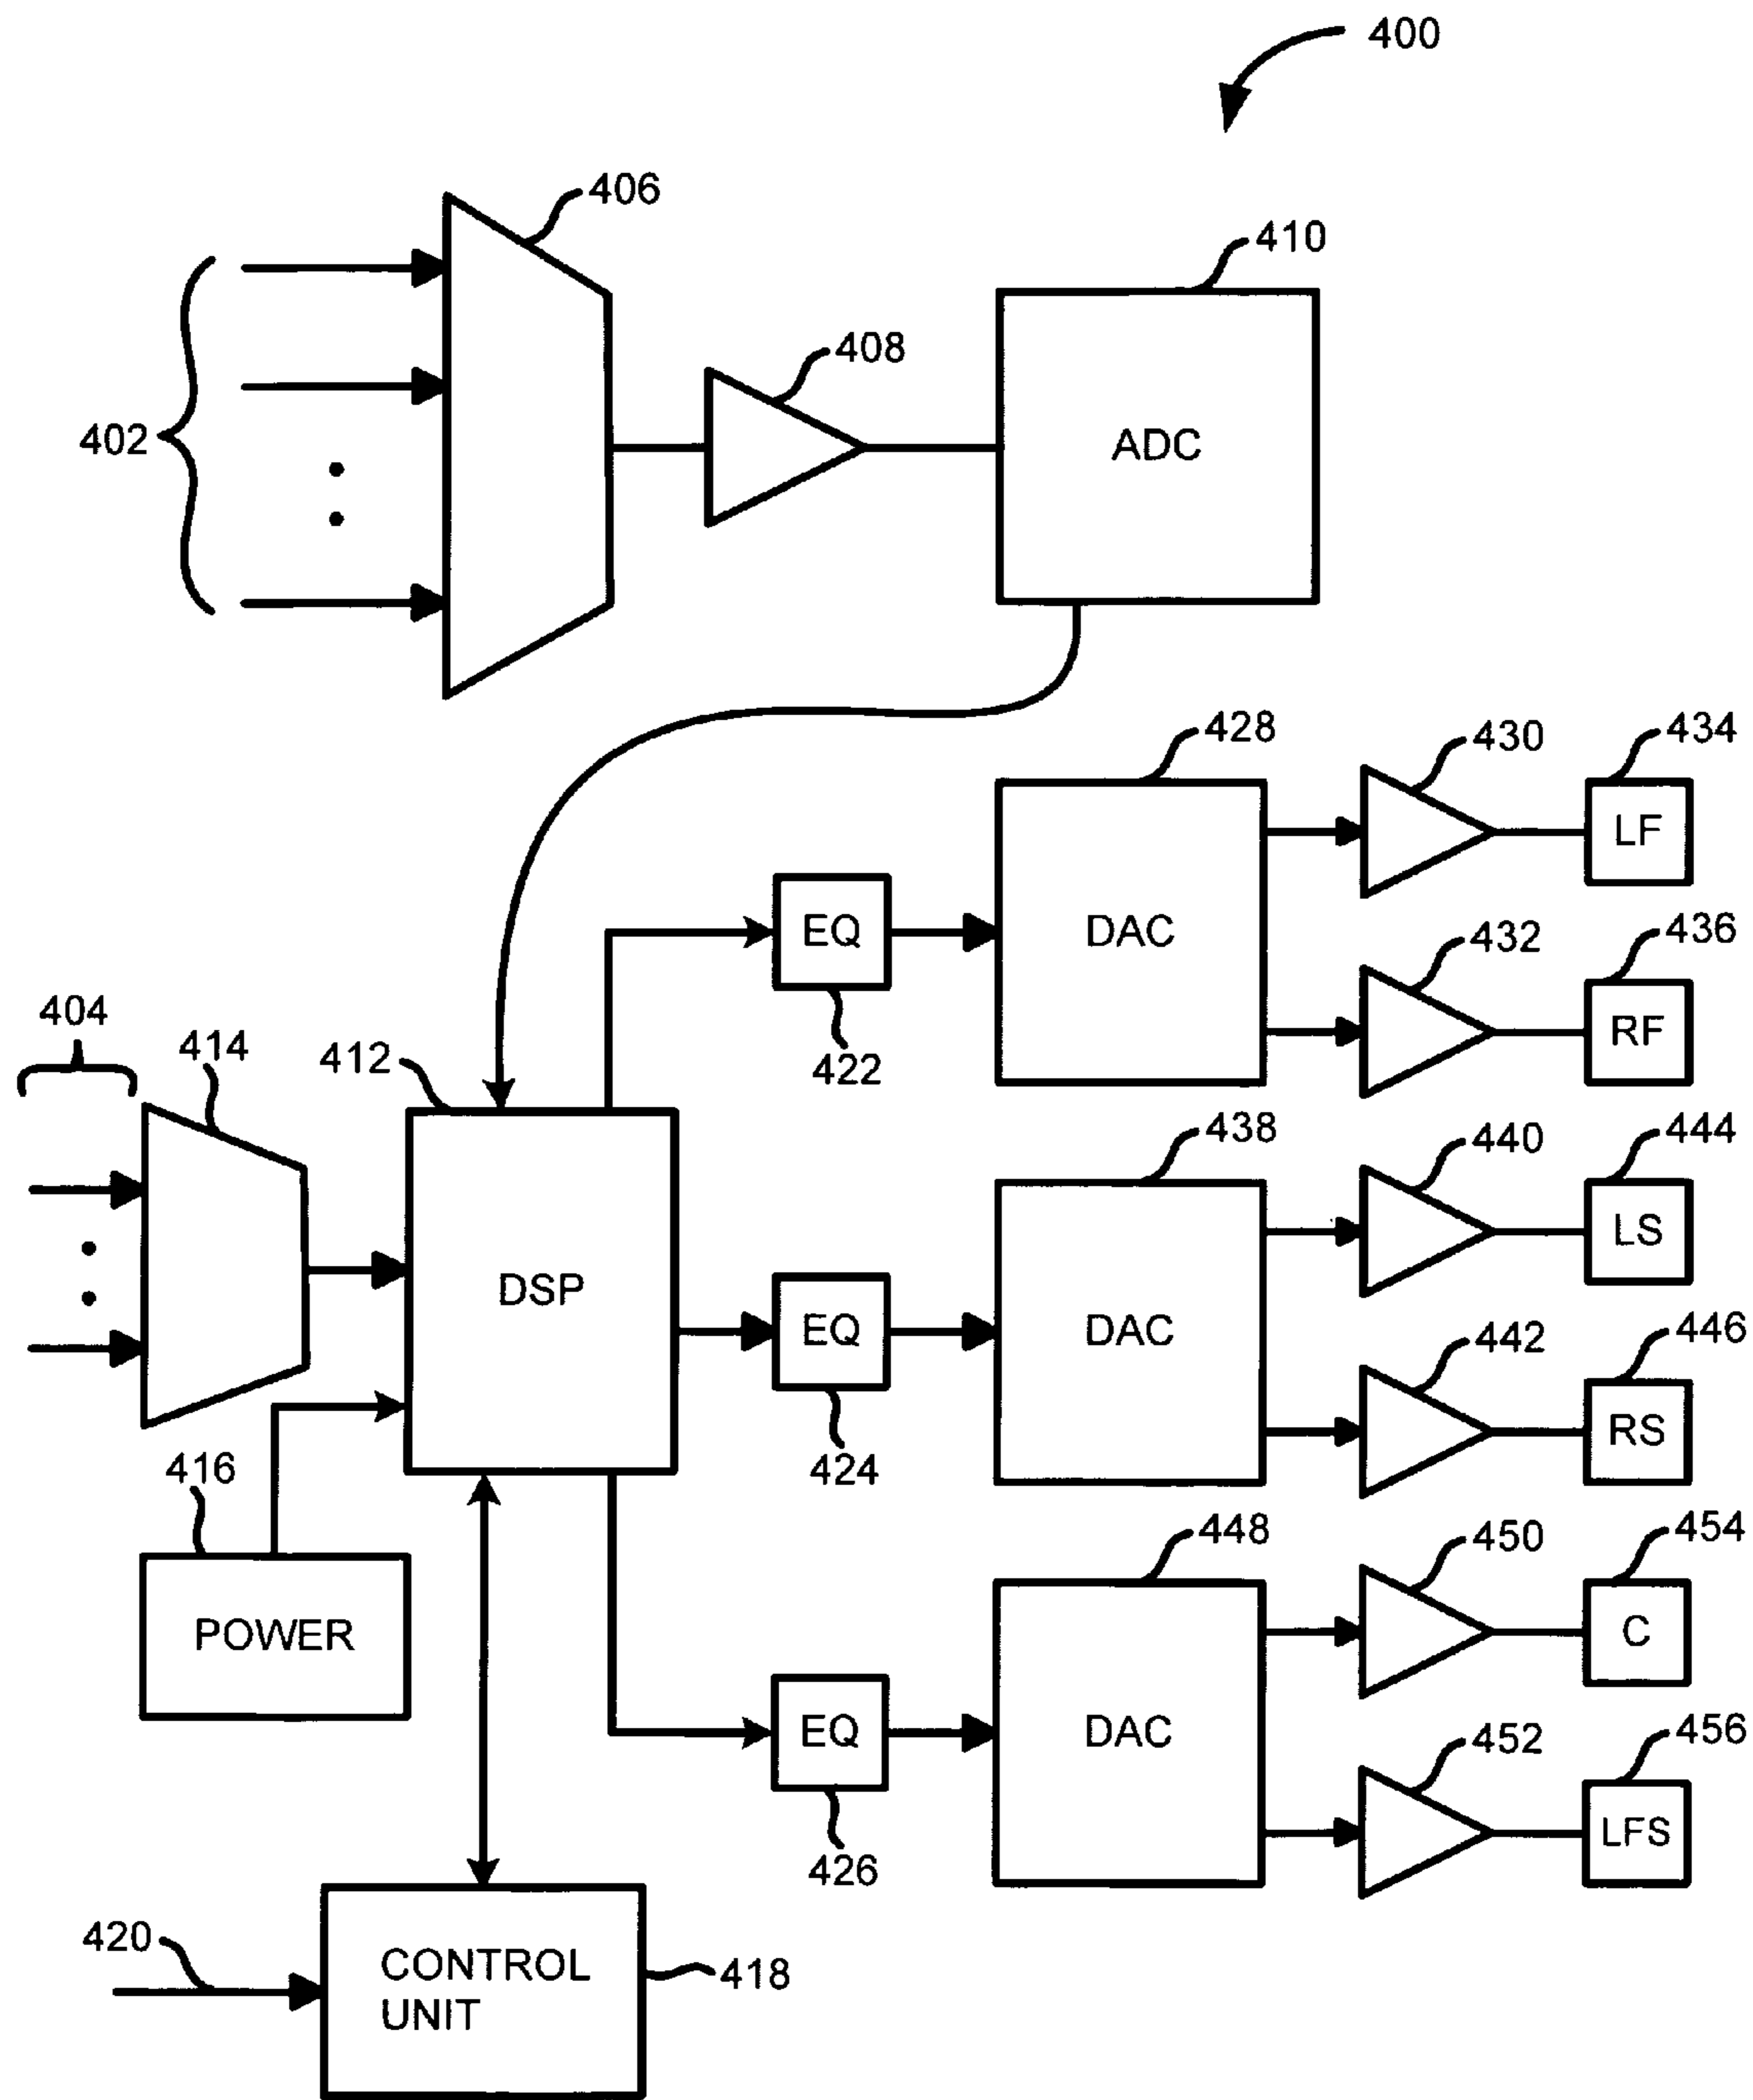 400
406
410
408
402
ADC
428
430
434
LF
EQ
DAC
432
436
404
414
412
422
RF
438
440
444
LS
DSP
EQ
DAC
442
446
416
424
RS
448
450
454
POWER
C
EQ
DAC
452
456
426
LFS
420
CONTROL
UNIT
418